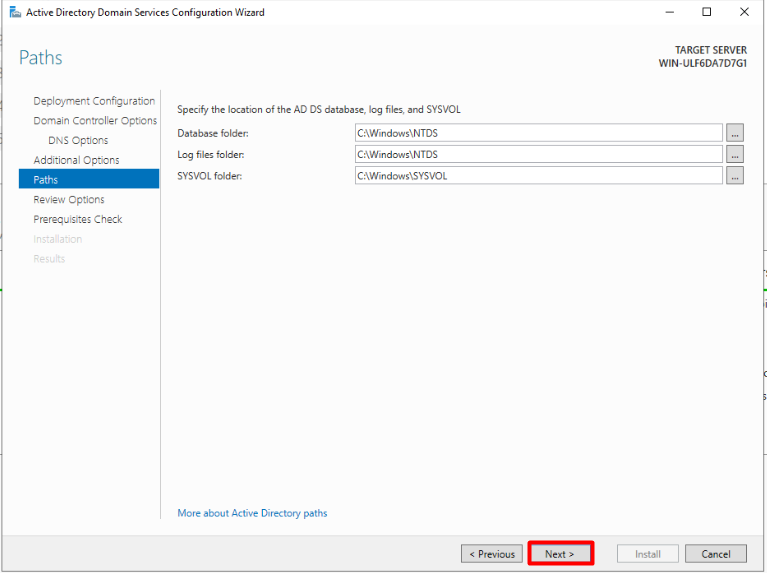 Active Directory Domain Services Configuration Wizard
Paths
TARGET SERVER
WIN-ULF6DA7D7G1
Deployment Configuration
Domain Controller Options
DNS Options
Additional Options
Paths
Review Options
Prerequisites Check
Installation
Results
Specify the location of the AD DS database, log files, and SYSVOL
Database folder: C:\Windows\NTDS ...
Log files folder: C:\Windows\NTDS ...
SYSVOL folder: C:\Windows\SYSVOL ...
More about Active Directory paths
< Previous Next > Install Cancel